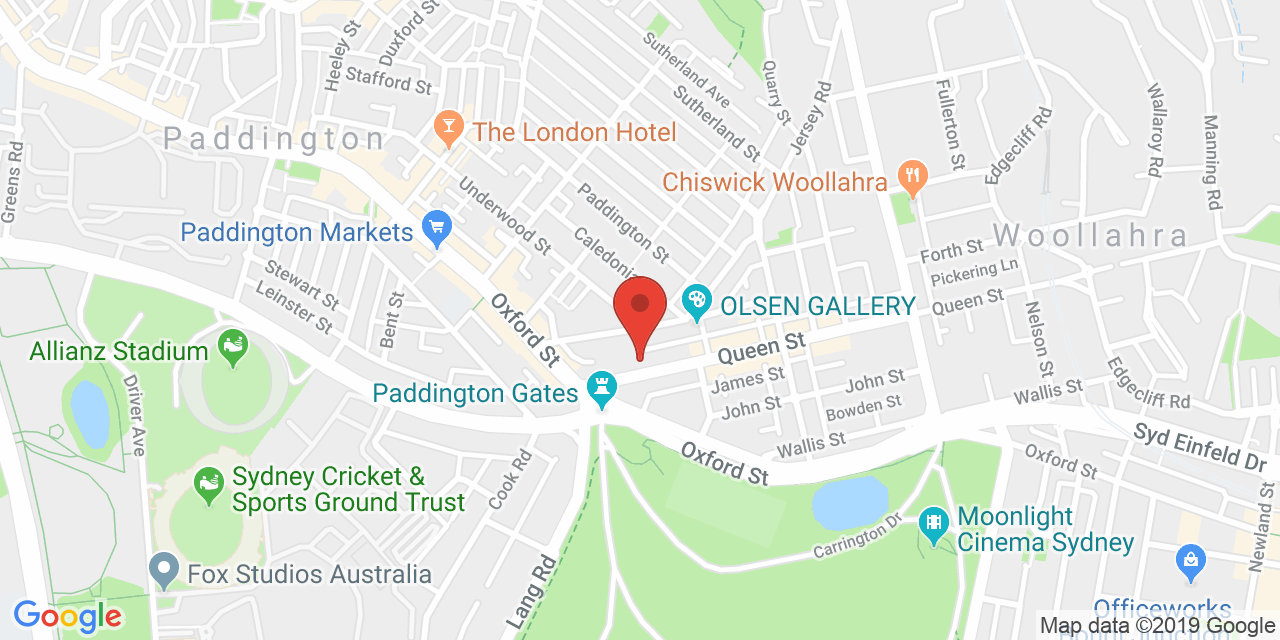 Duxford St
Heeley St
Stafford St
Sutherland Ave
Sutherland St
Quarry St
Jersey Rd
Fullerton St
Edgecliff Rd
Wallaroy Rd
Manning Rd
Greens Rd
Paddington
The London Hotel
Chiswick Woollahra
Underwood St
Paddington St
Caledonia
Paddington Markets
Woollahra
Forth St
Pickering Ln
Queen St
Stewart St
Leinster St
Bent St
Oxford St
OLSEN GALLERY
Queen St
Nelson St
Allianz Stadium
Driver Ave
Paddington Gates
James St
John St
John St
Bowden St
Wallis St
Edgecliff Rd
Wallis St
Oxford St
Syd Einfeld Dr
Oxford St
Newland St
Cook Rd
Sydney Cricket &
Sports Ground Trust
Carrington Dr
Moonlight
Cinema Sydney
Fox Studios Australia
Lang Rd
Officeworks
Google
Map data ©2019 Google